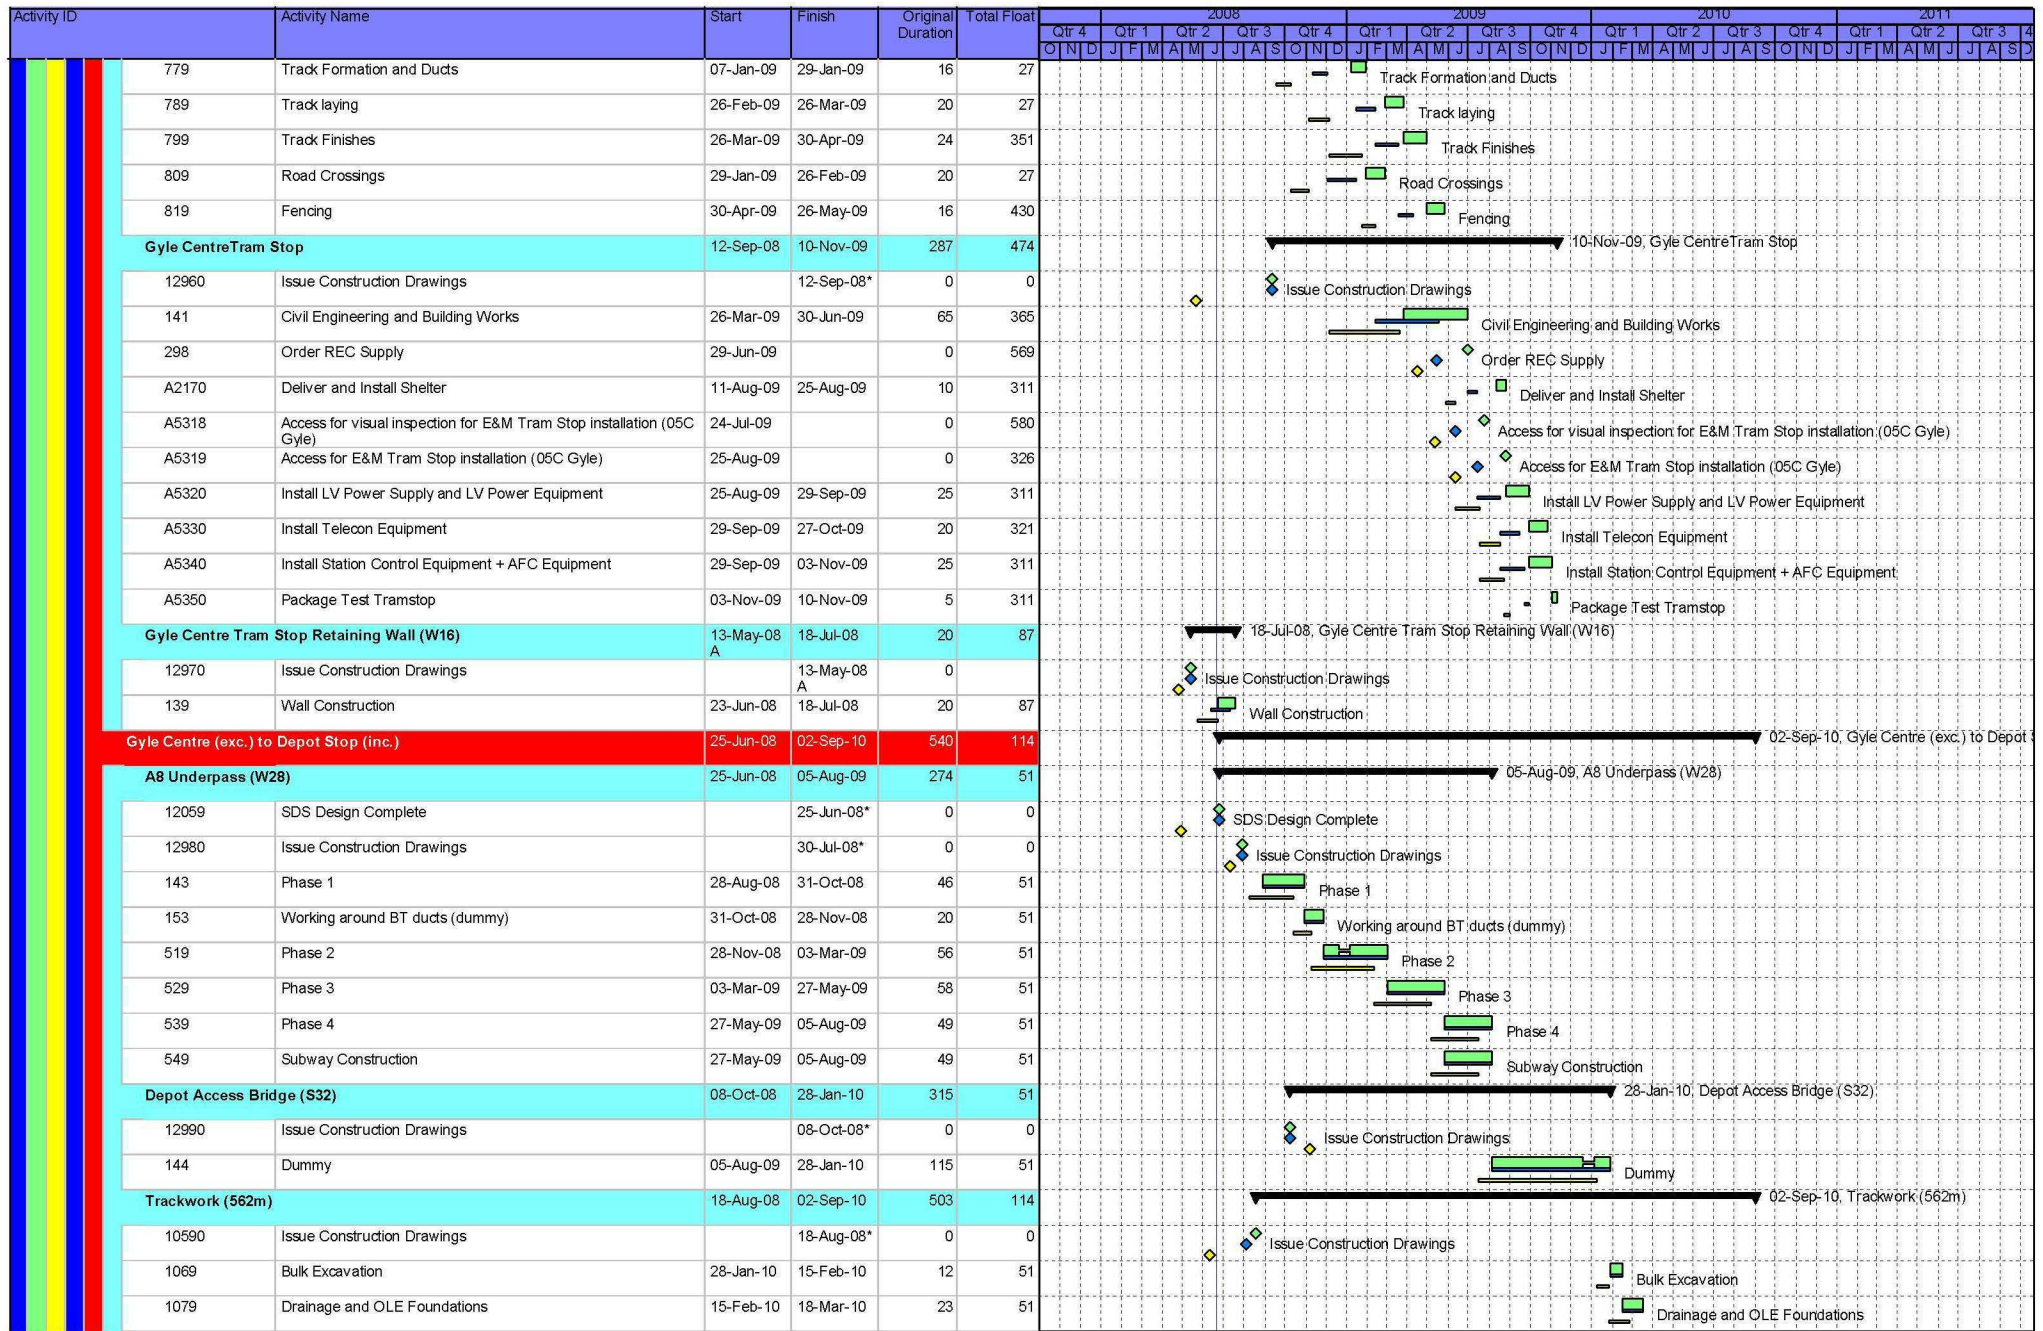 Activity ID Activity Name Start Finish Original Duration Total Float
2008 2009 2010 2011
Qtr 4 Qtr 1 Qtr 2 Qtr 3 Qtr 4 Qtr 1 Qtr 2 Qtr 3 Qtr 4 Qtr 1 Qtr 2 Qtr 3 Qtr 4 Qtr 1 Qtr 2 Qtr 3 4
O N D J F M A M J J A S O N D J F M A M J J A S O N D J F M A M J J A S O N D J F M A M J J A S
779 Track Formation and Ducts 07-Jan-09 29-Jan-09 16 27 Track Formation and Ducts
789 Track laying 26-Feb-09 26-Mar-09 20 27 Track laying
799 Track Finishes 26-Mar-09 30-Apr-09 24 351 Track Finishes
809 Road Crossings 29-Jan-09 26-Feb-09 20 27 Road Crossings
819 Fencing 30-Apr-09 26-May-09 16 430 Fencing
Gyle CentreTram Stop 12-Sep-08 10-Nov-09 287 474 10-Nov-09, Gyle CentreTram Stop
12960 Issue Construction Drawings 12-Sep-08* 0 0 Issue Construction Drawings
141 Civil Engineering and Building Works 26-Mar-09 30-Jun-09 65 365 Civil Engineering and Building Works
298 Order REC Supply 29-Jun-09 0 569 Order REC Supply
A2170 Deliver and Install Shelter 11-Aug-09 25-Aug-09 10 311 Deliver and Install Shelter
A5318 Access for visual inspection for E&M Tram Stop installation (05C Gyle) 24-Jul-09 0 580 Access for visual inspection for E&M Tram Stop installation (05C Gyle)
A5319 Access for E&M Tram Stop installation (05C Gyle) 25-Aug-09 0 326 Access for E&M Tram Stop installation (05C Gyle)
A5320 Install LV Power Supply and LV Power Equipment 25-Aug-09 29-Sep-09 25 311 Install LV Power Supply and LV Power Equipment
A5330 Install Telecon Equipment 29-Sep-09 27-Oct-09 20 321 Install Telecon Equipment
A5340 Install Station Control Equipment + AFC Equipment 29-Sep-09 03-Nov-09 25 311 Install Station Control Equipment + AFC Equipment
A5350 Package Test Tramstop 03-Nov-09 10-Nov-09 5 311 Package Test Tramstop
Gyle Centre Tram Stop Retaining Wall (W16) 13-May-08 A 18-Jul-08 20 87 18-Jul-08, Gyle Centre Tram Stop Retaining Wall (W16)
12970 Issue Construction Drawings 13-May-08 A 0 Issue Construction Drawings
139 Wall Construction 23-Jun-08 18-Jul-08 20 87 Wall Construction
Gyle Centre (exc.) to Depot Stop (inc.) 25-Jun-08 02-Sep-10 540 114 02-Sep-10, Gyle Centre (exc.) to Depot S
A8 Underpass (W28) 25-Jun-08 05-Aug-09 274 51 05-Aug-09, A8 Underpass (W28)
12059 SDS Design Complete 25-Jun-08* 0 0 SDS Design Complete
12980 Issue Construction Drawings 30-Jul-08* 0 0 Issue Construction Drawings
143 Phase 1 28-Aug-08 31-Oct-08 46 51 Phase 1
153 Working around BT ducts (dummy) 31-Oct-08 28-Nov-08 20 51 Working around BT ducts (dummy)
519 Phase 2 28-Nov-08 03-Mar-09 56 51 Phase 2
529 Phase 3 03-Mar-09 27-May-09 58 51 Phase 3
539 Phase 4 27-May-09 05-Aug-09 49 51 Phase 4
549 Subway Construction 27-May-09 05-Aug-09 49 51 Subway Construction
Depot Access Bridge (S32) 08-Oct-08 28-Jan-10 315 51 28-Jan-10, Depot Access Bridge (S32)
12990 Issue Construction Drawings 08-Oct-08* 0 0 Issue Construction Drawings
144 Dummy 05-Aug-09 28-Jan-10 115 51 Dummy
Trackwork (562m) 18-Aug-08 02-Sep-10 503 114 02-Sep-10, Trackwork (562m)
10590 Issue Construction Drawings 18-Aug-08* 0 0 Issue Construction Drawings
1069 Bulk Excavation 28-Jan-10 15-Feb-10 12 51 Bulk Excavation
1079 Drainage and OLE Foundations 15-Feb-10 18-Mar-10 23 51 Drainage and OLE Foundations